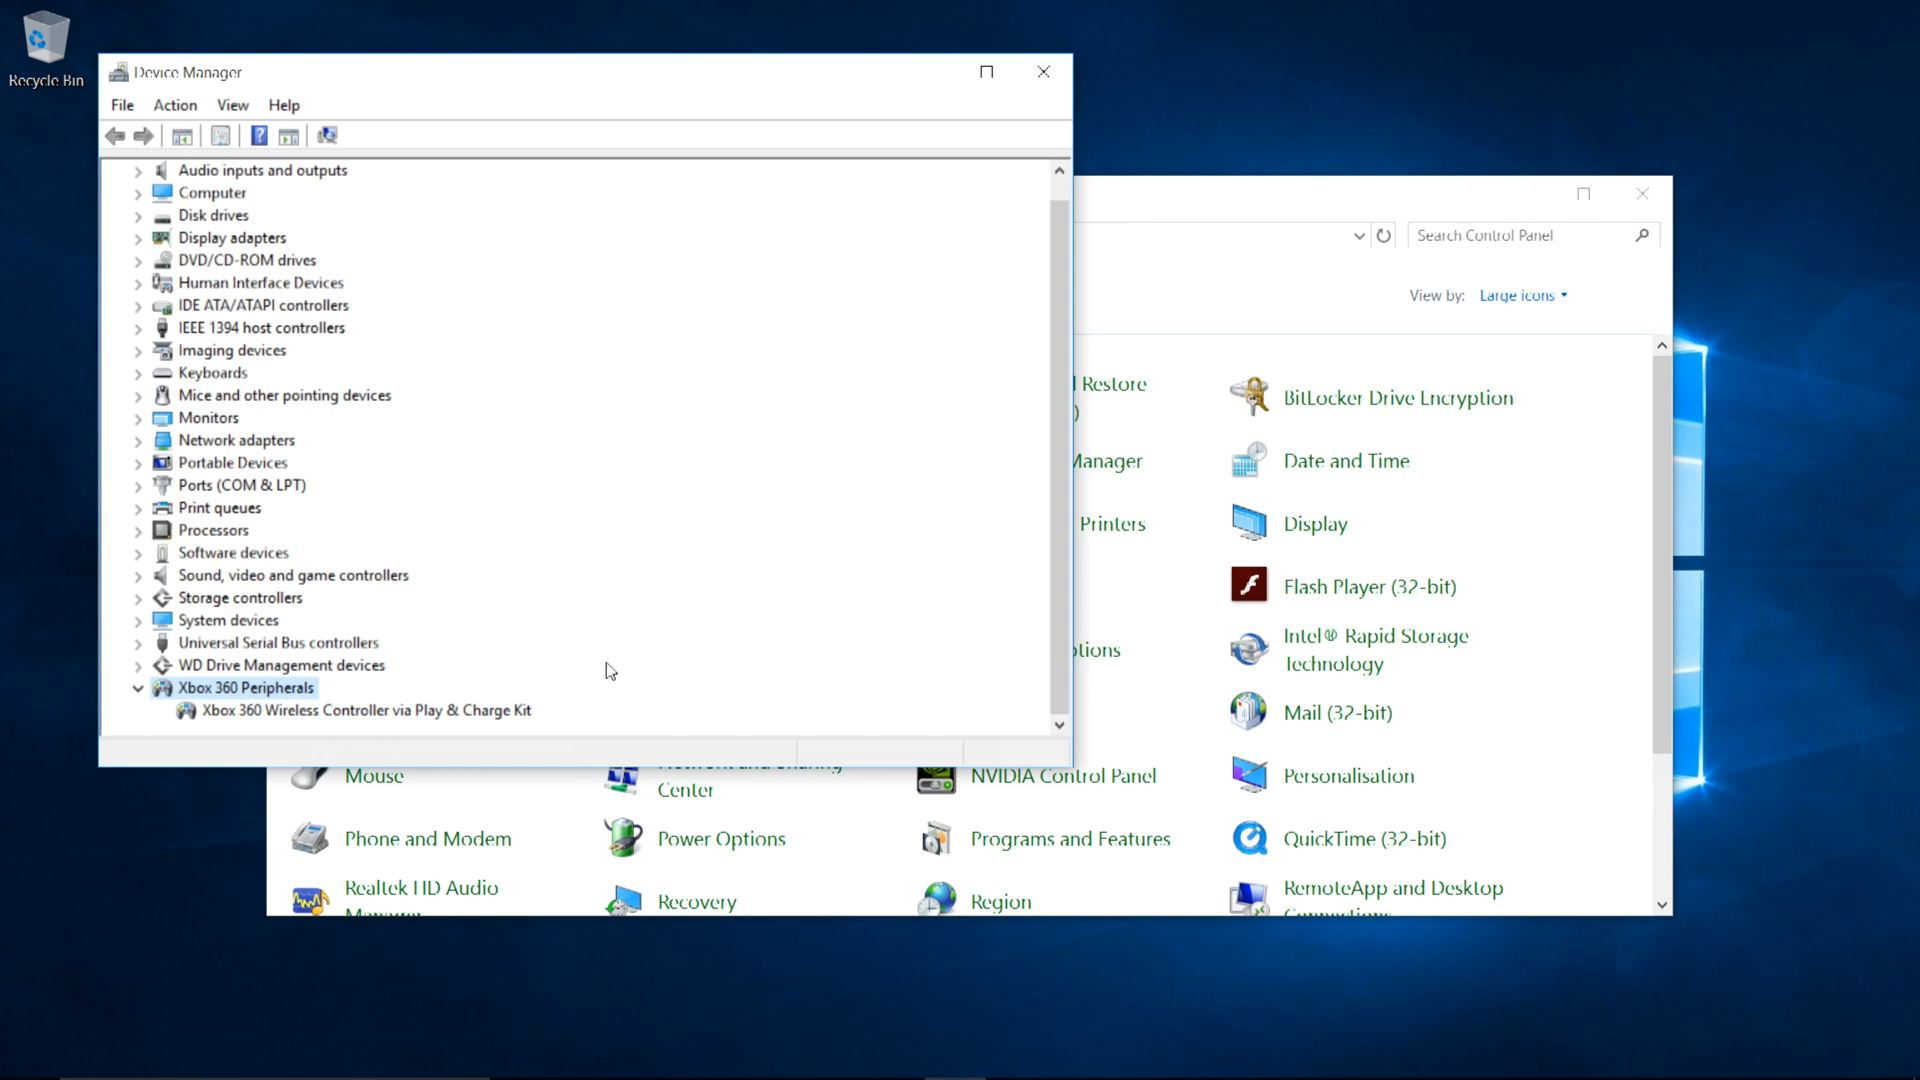 Recycle Bin
Device Manager
File Action View Help
Audio inputs and outputs
Computer
Disk drives
Display adapters
DVD/CD-ROM drives
Human Interface Devices
IDE ATA/ATAPI controllers
IEEE 1394 host controllers
Imaging devices
Keyboards
Mice and other pointing devices
Monitors
Network adapters
Portable Devices
Ports (COM & LPT)
Print queues
Processors
Software devices
Sound, video and game controllers
Storage controllers
System devices
Universal Serial Bus controllers
WD Drive Management devices
Xbox 360 Peripherals
Xbox 360 Wireless Controller via Play & Charge Kit
Search Control Panel
View by: Large icons
Restore
)
BitLocker Drive Encryption
Manager
Date and Time
Printers
Display
Flash Player (32-bit)
Intel® Rapid Storage
Technology
Mail (32-bit)
Mouse
Network and Sharing
Center
NVIDIA Control Panel
Personalisation
Phone and Modem
Power Options
Programs and Features
QuickTime (32-bit)
Realtek HD Audio
Manager
Recovery
Region
RemoteApp and Desktop
Connections